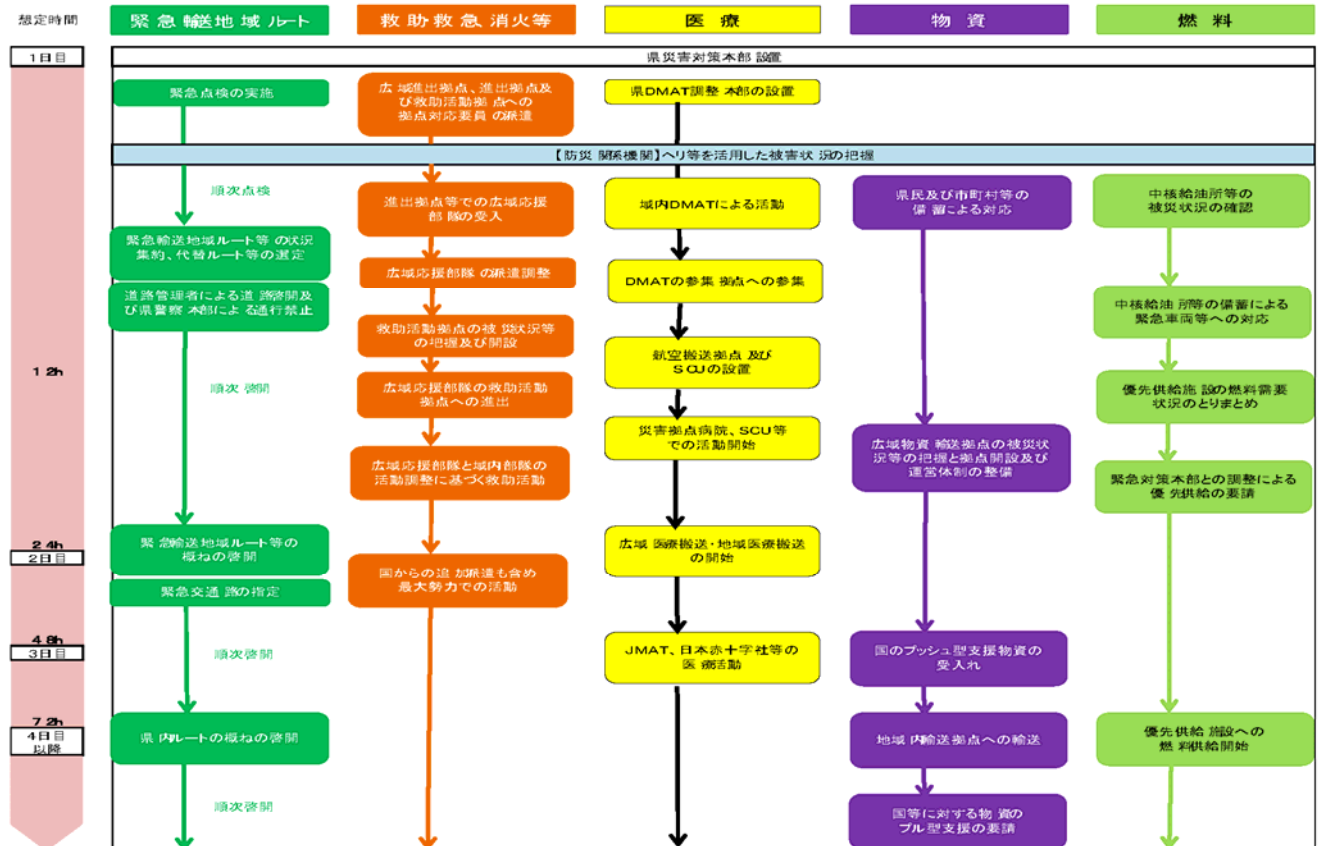 想定時間
緊急輸送地域ルート
救助救急、消火等
医療
物資
燃料
1日目
県災害対策本部 設置
緊急点検の実施
広域進出拠点、進出拠点及
び救助活動拠点への
拠点対応要員の派遣
県DMAT調整本部の設置
【防災関係機関】ヘリ等を活用した被害状況の把握
順次点検
進出拠点等での広域応援
部隊の受入
域内DMATによる活動
県民及び市町村等の
備蓄による対応
中核給油所等の
被災状況の確認
緊急輸送地域ルート等の状況
集約、代替ルート等の選定
広域応援部隊の派遣調整
DMATの参集拠点への参集
道路管理者による道路啓開及
び県警察本部による通行禁止
中核給油所等の備蓄による
緊急車両等への対応
救助活動拠点の被災状況等
の把握及び開設
航空搬送拠点及び
SCUの設置
12h
順次啓開
広域応援部隊の救助活動
拠点への進出
優先供給施設の燃料需要
状況のとりまとめ
災害拠点病院、SCU等
での活動開始
広域物資輸送拠点の被災状
況等の把握と拠点開設及び
運営体制の整備
広域応援部隊と域内部隊の
活動調整に基づく救助活動
緊急対策本部との調整による
優先供給の要請
24h
2日目
緊急輸送地域ルート等の
概ねの啓開
広域医療搬送・地域医療搬送
の開始
国からの追加派遣も含め
最大勢力での活動
緊急交通路の指定
48h
3日目
順次啓開
JMAT、日本赤十字社等の
医療活動
国のプッシュ型支援物資の
受入れ
72h
4日目
以降
県内ルートの概ねの啓開
地域内輸送拠点への輸送
優先供給施設への
燃料供給開始
順次啓開
国等に対する物資の
プル型支援の要請